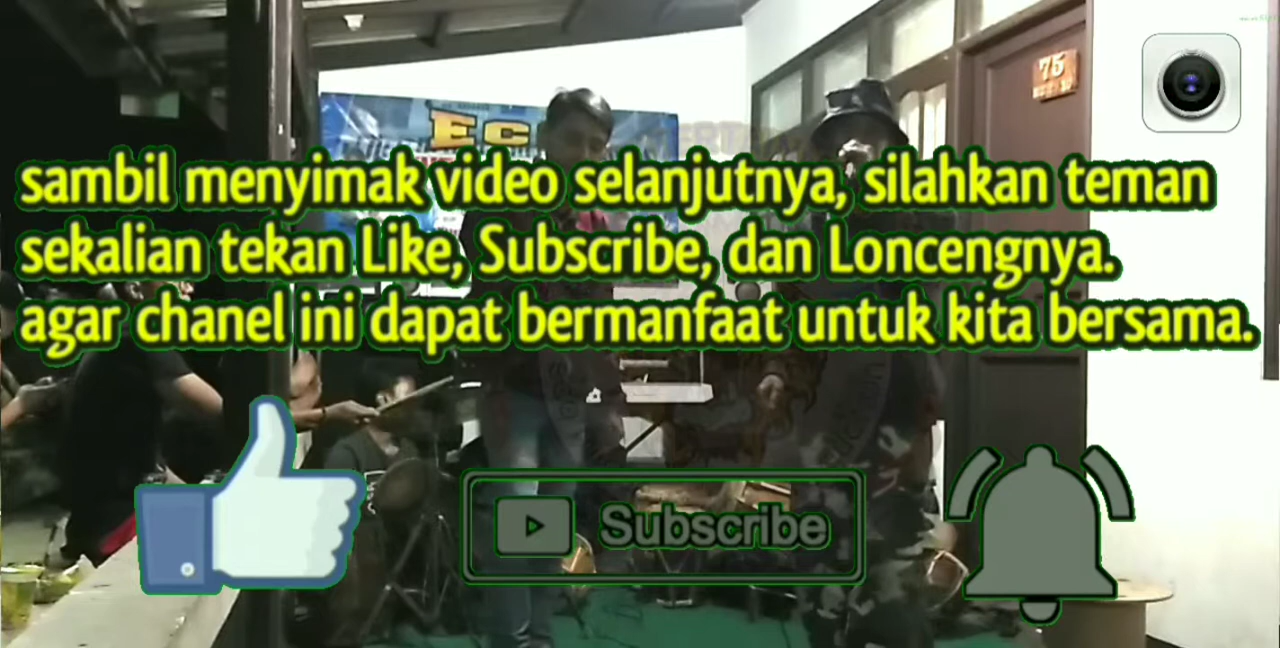 Ec
75
sambil menyimak video selanjutnya, silahkan teman
sekalian tekan Like, Subscribe, dan Loncengnya.
agar chanel ini dapat bermanfaat untuk kita bersama.
Subscribe